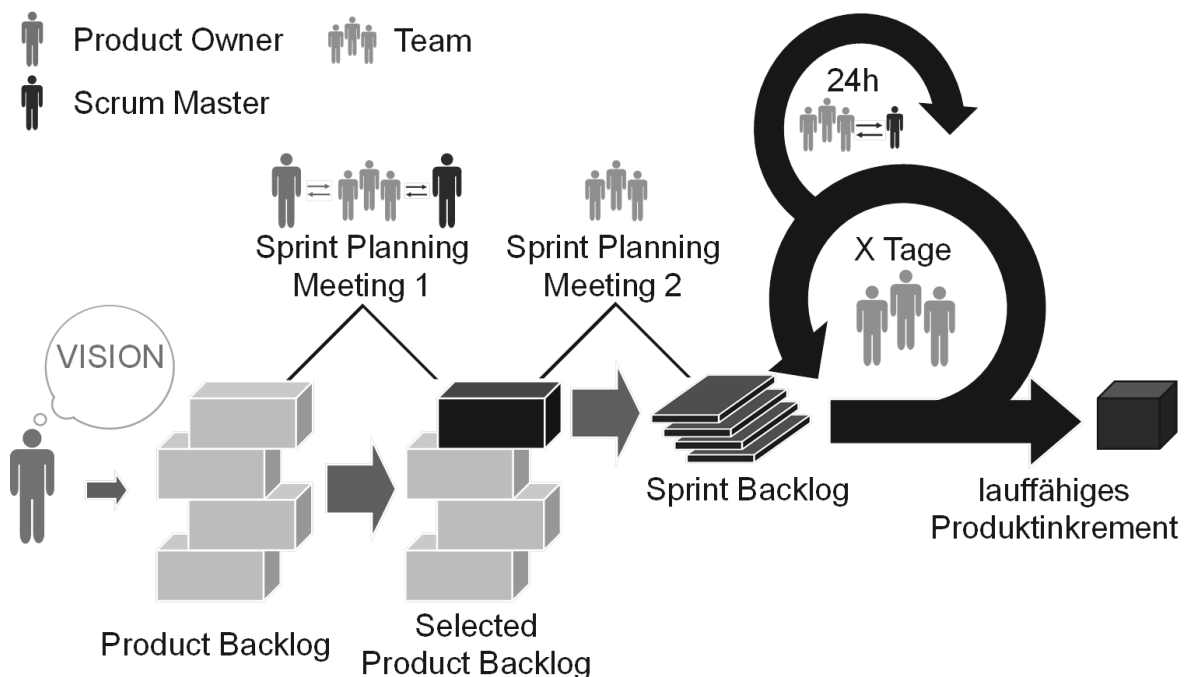 Product Owner
Team
Scrum Master
24h
Sprint Planning
Meeting 1
Sprint Planning
Meeting 2
X Tage
VISION
Sprint Backlog
lauffähiges
Produktinkrement
Product Backlog
Selected
Product Backlog